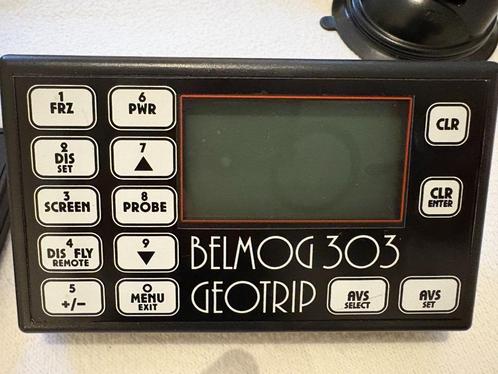 1
FRZ
6
PWR
CLR
2
DIS
SET
7
3
SCREEN
8
PROBE
CLR
ENTER
4
DIS FLY
REMOTE
9
BELMOG 303
5
+/−
0
MENU
EXIT
GEOTRIP
AVS
SELECT
AVS
SET